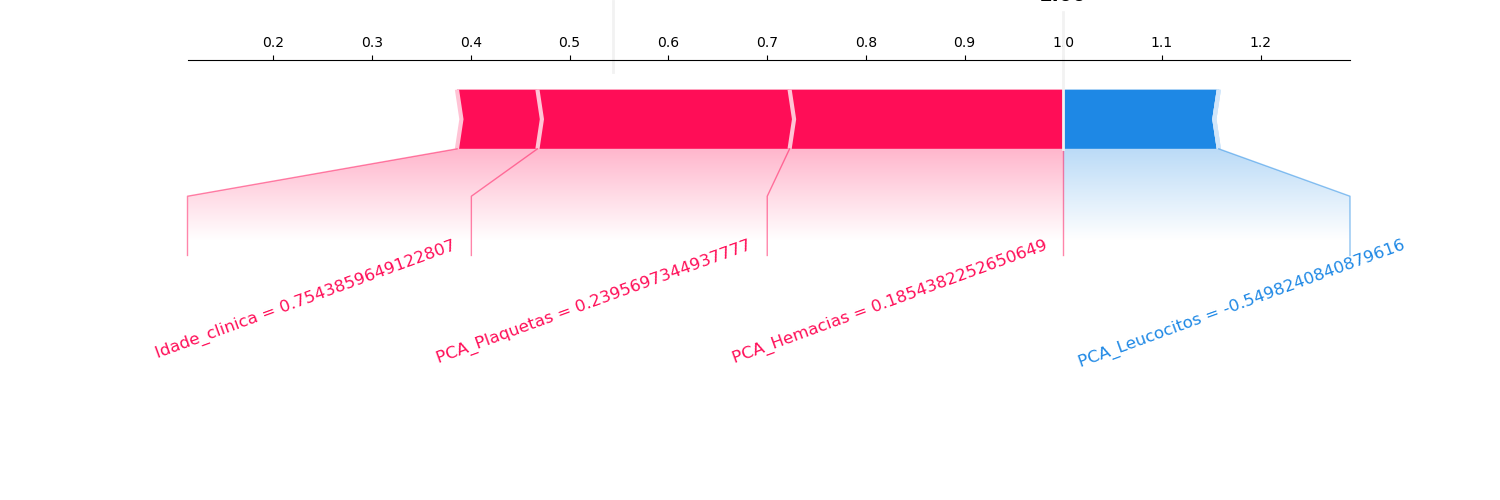 0.2 0.3 0.4 0.5 0.6 0.7 0.8 0.9 1.0 1.1 1.2
Idade_clinica = 0.7543859649122807
PCA_Plaquetas = 0.2395697344937777
PCA_Hemacias = 0.1854382252650649
PCA_Leucocitos = -0.5498240840879616